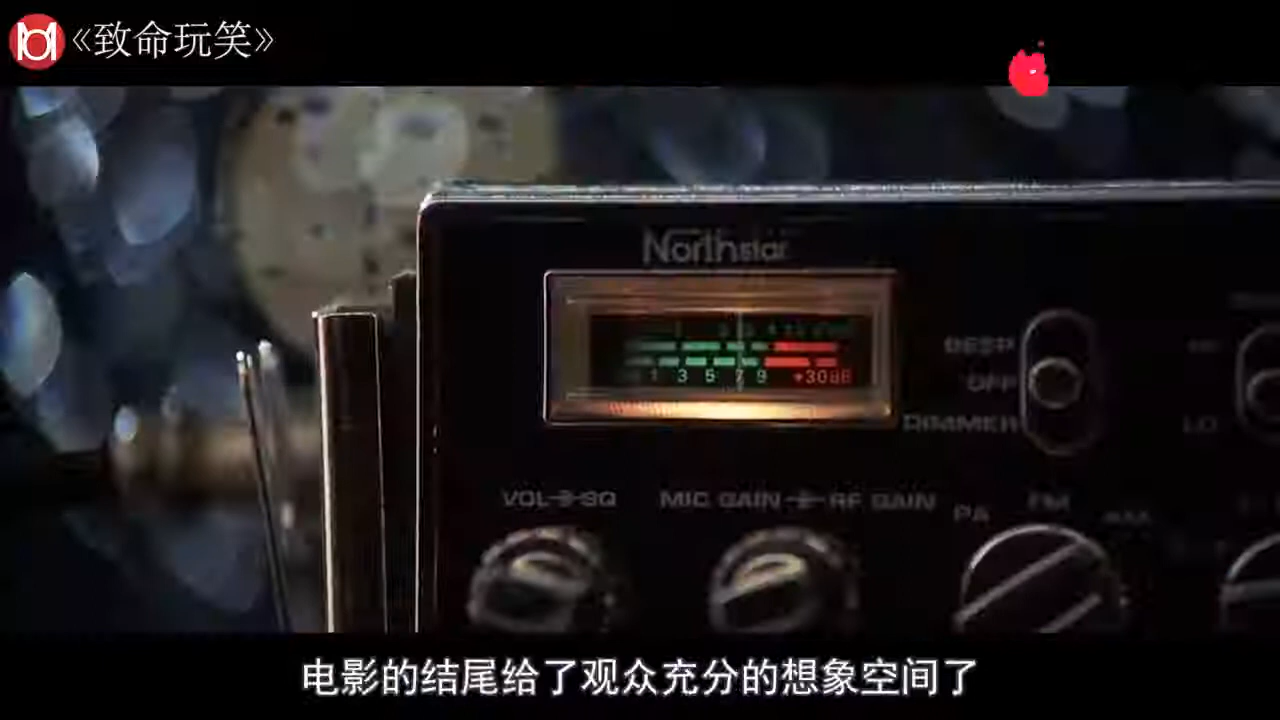 《致命玩笑》
Northstar
1 3 5 7 9 +30dB
OFF
DIMMER
LO
VOL SQ MIC GAIN RF GAIN
PA FM AM
电影的结尾给了观众充分的想象空间了